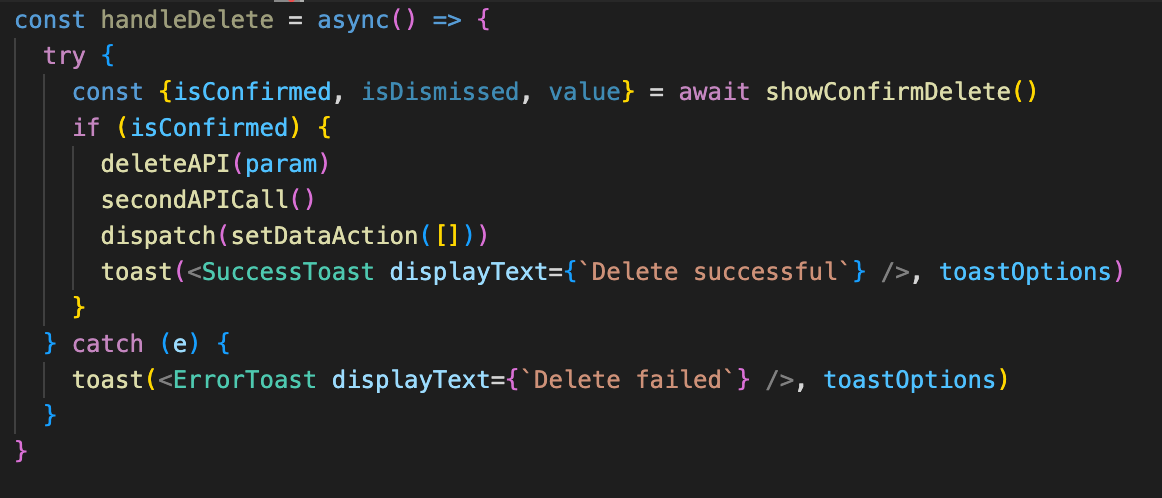 const handleDelete = async() => {
try {
const {isConfirmed, isDismissed, value} = await showConfirmDelete()
if (isConfirmed) {
deleteAPI(param)
secondAPICall()
dispatch(setDataAction([]))
toast(<SuccessToast displayText={`Delete successful`} />, toastOptions)
}
} catch (e) {
toast(<ErrorToast displayText={`Delete failed`} />, toastOptions)
}
}